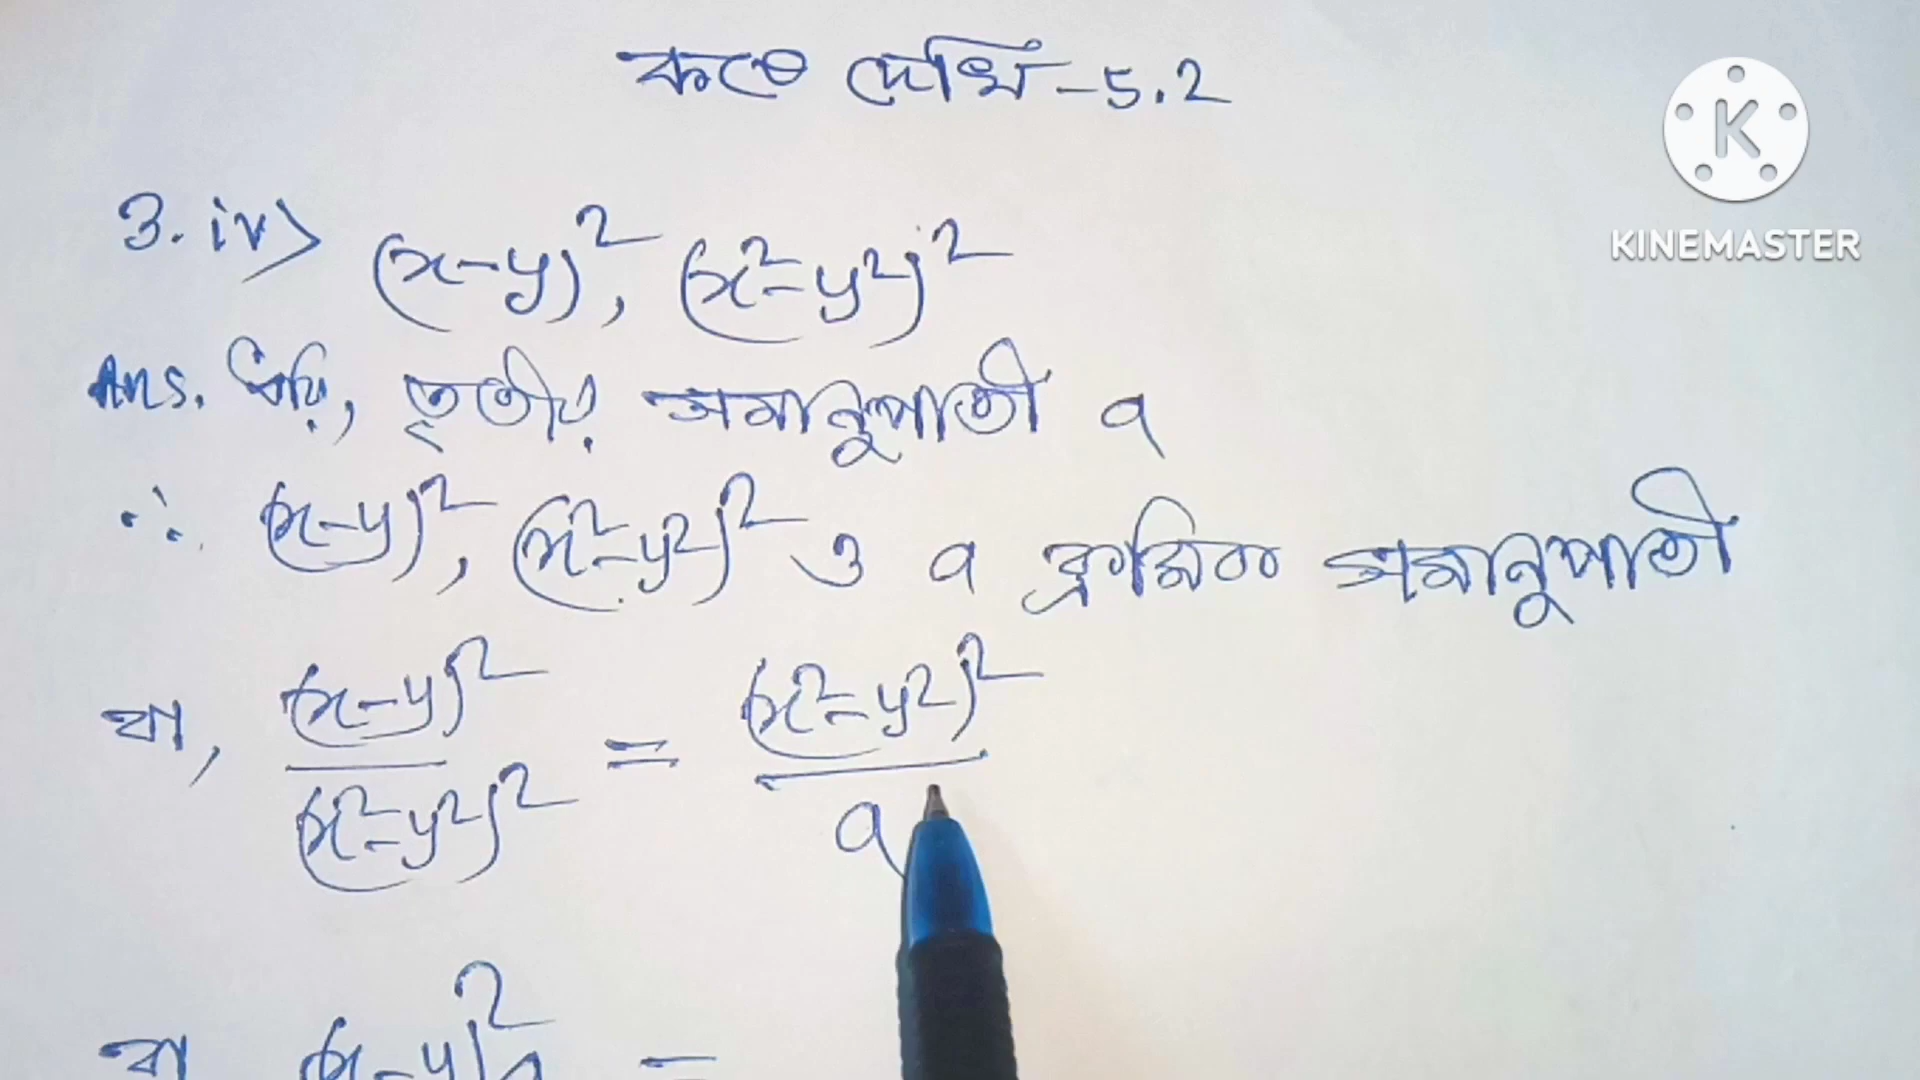 কষে দেখি - 5.2
3. iv> (x-y)², (x²-y²)²
Ans. ধরি, তৃতীয় সমানুপাতী a
∴ (x-y)², (x²-y²)² ও a ক্রমিক সমানুপাতী
বা, (x-y)²/(x²-y²)² = (x²-y²)²/a
বা (x-y)² =
K
KINEMASTER